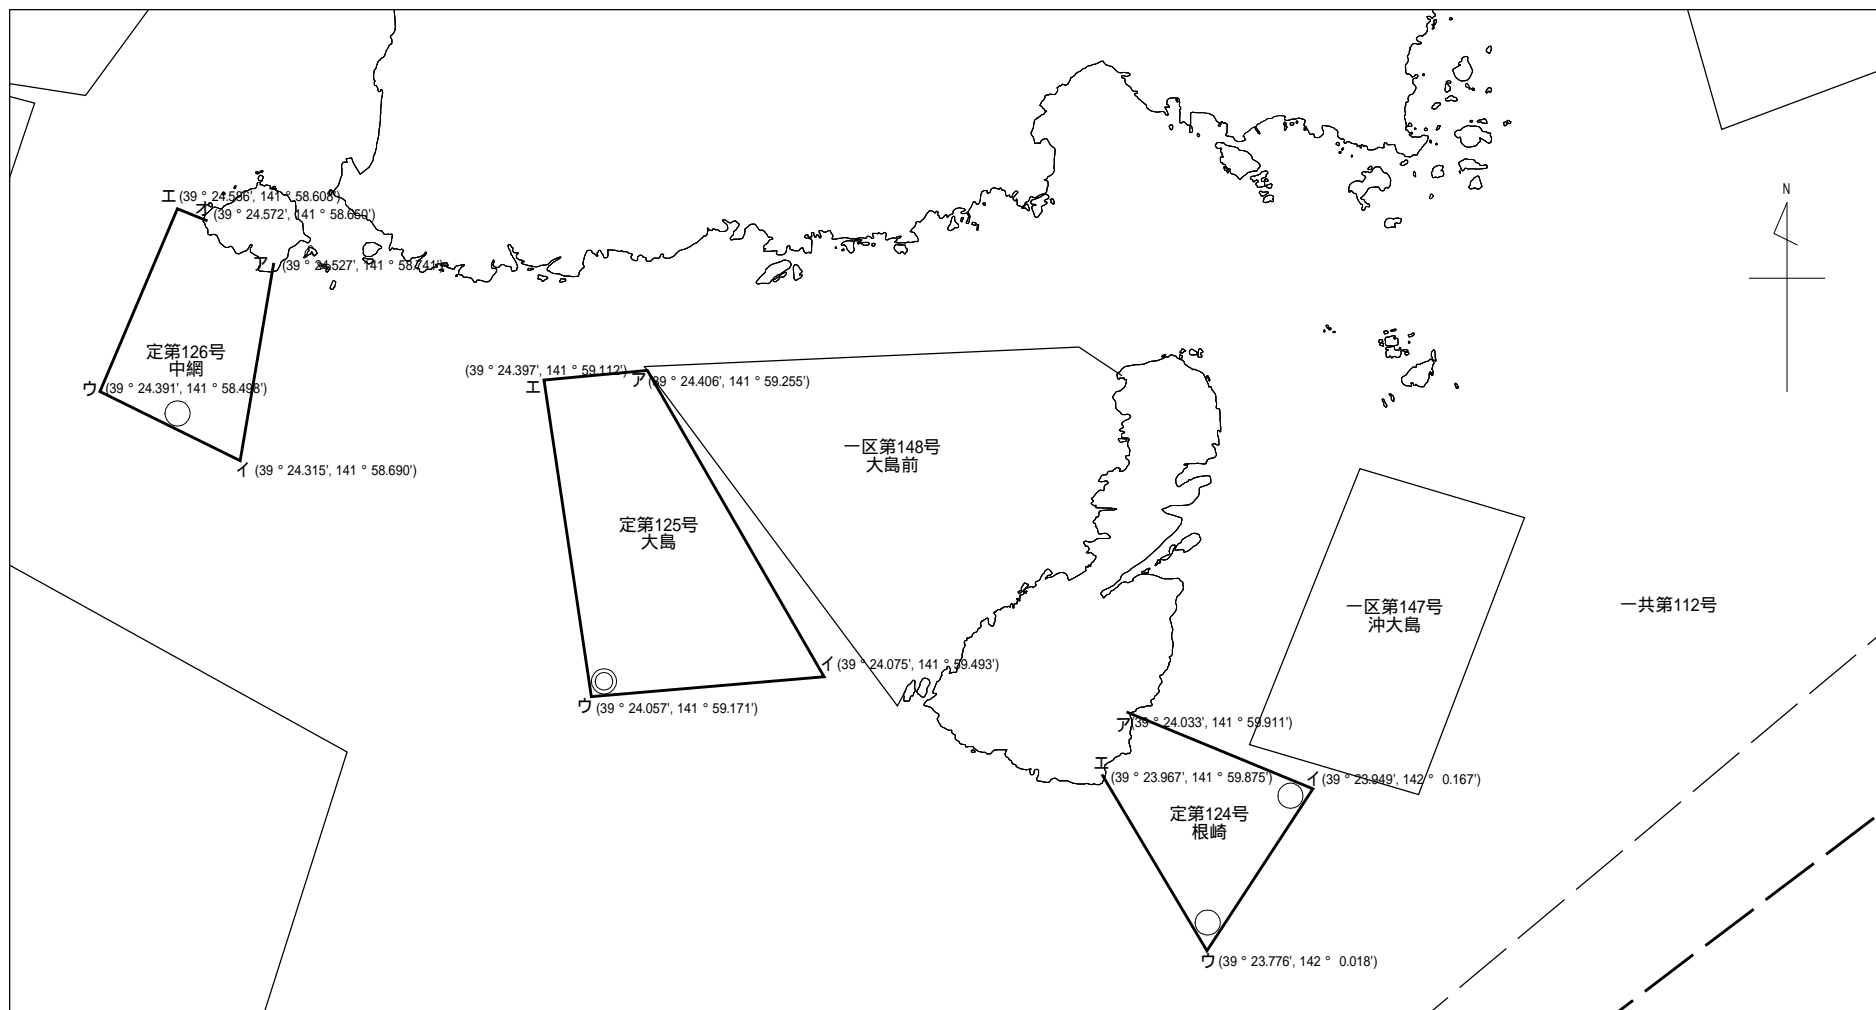 N
エ (39 ° 24.586', 141 ° 58.608')
オ (39 ° 24.572', 141 ° 58.650')
ア (39 ° 24.527', 141 ° 58.741')
定第126号
中網
ウ (39 ° 24.391', 141 ° 58.498')
イ (39 ° 24.315', 141 ° 58.690')
(39 ° 24.397', 141 ° 59.112')
エ
ア (39 ° 24.406', 141 ° 59.255')
一区第148号
大島前
定第125号
大島
イ (39 ° 24.075', 141 ° 59.493')
ウ (39 ° 24.057', 141 ° 59.171')
一区第147号
沖大島
一共第112号
ア (39 ° 24.033', 141 ° 59.911')
エ
(39 ° 23.967', 141 ° 59.875')
イ (39 ° 23.949', 142 ° 0.167')
定第124号
根崎
ウ (39 ° 23.776', 142 ° 0.018')